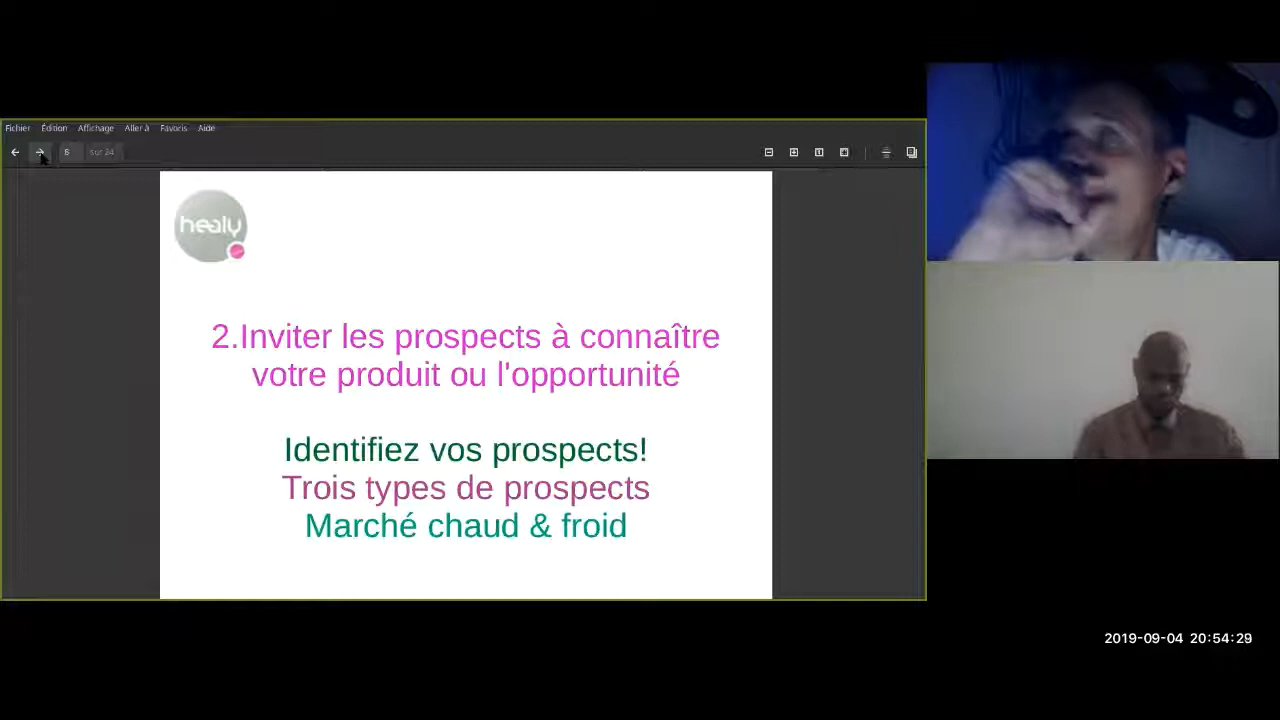 Fichier Édition Affichage Aller à Favoris Aide
8 sur 24
healy
2.Inviter les prospects à connaître
votre produit ou l'opportunité
Identifiez vos prospects!
Trois types de prospects
Marché chaud & froid
2019-09-04 20:54:29